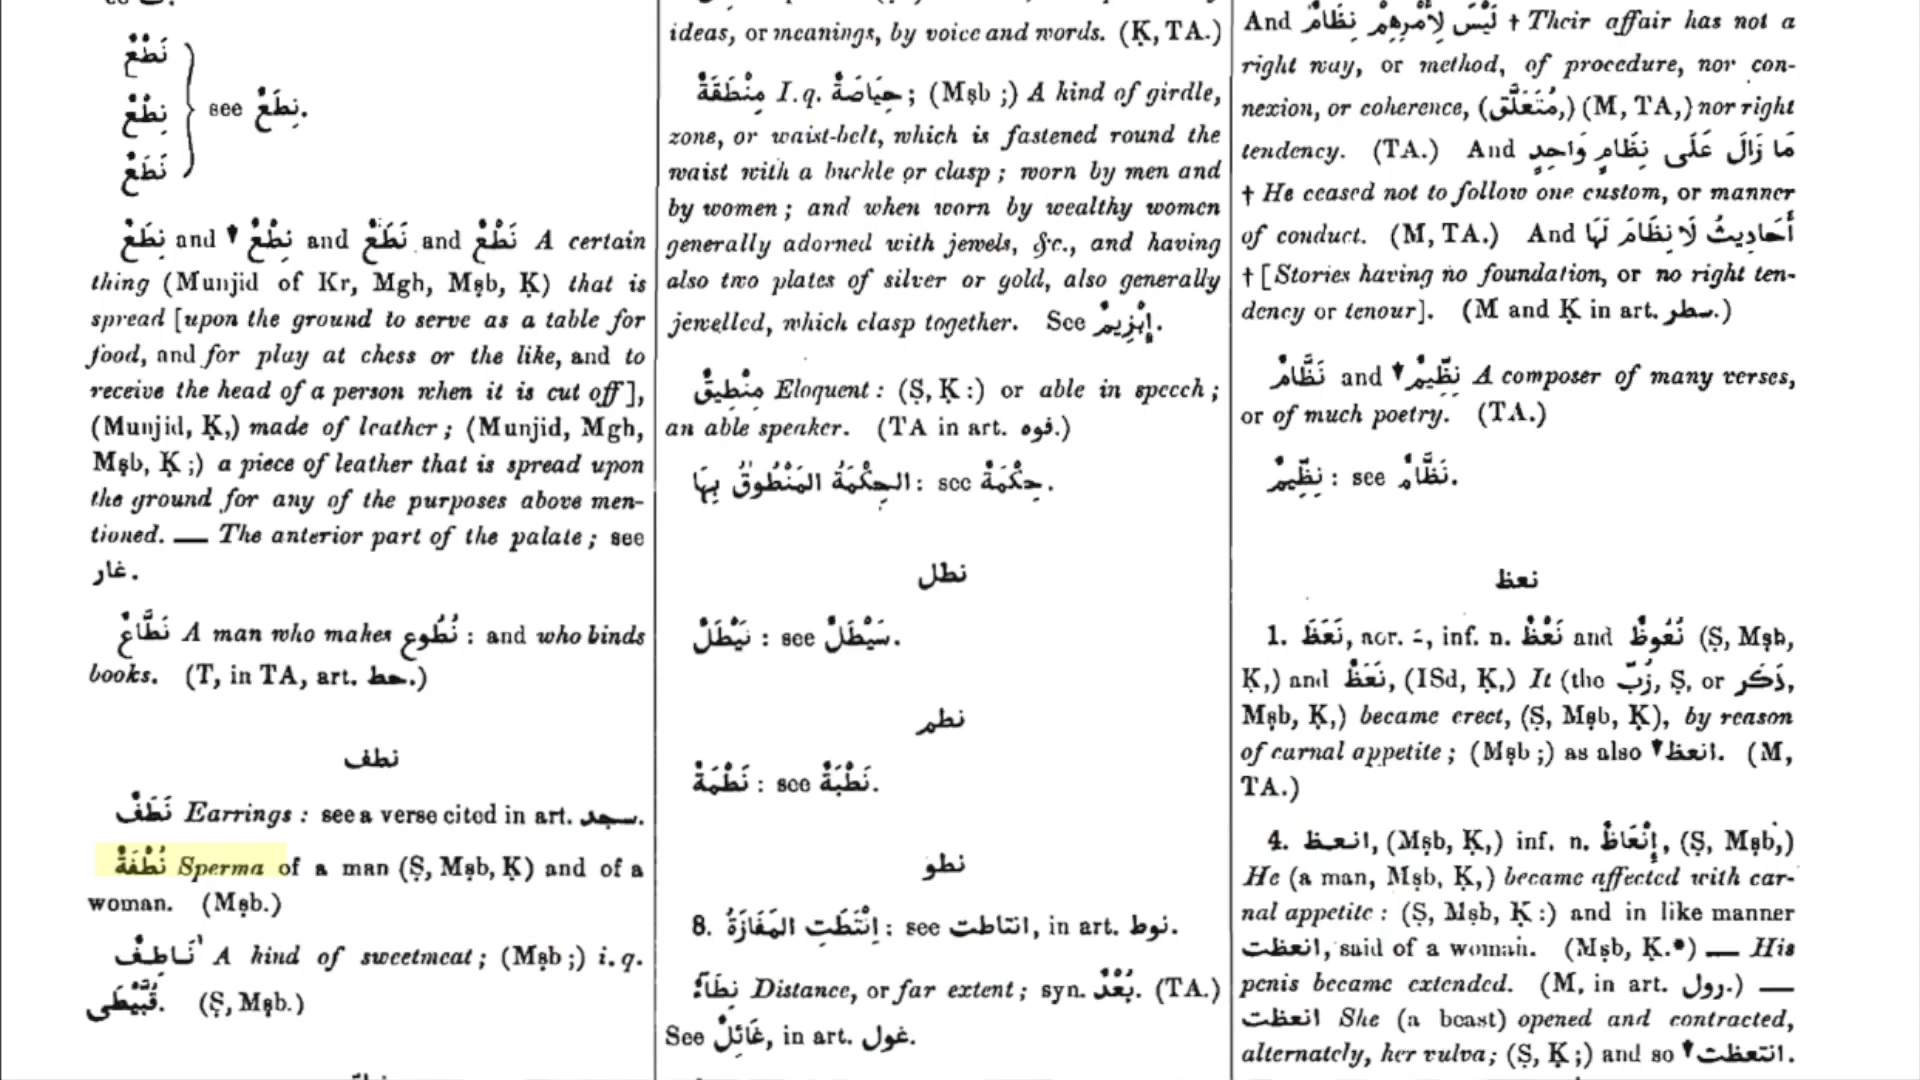 نَطْعٌ
نِطْعٌ
نَطَعٌ
see نِطَعٌ.
نِطَعٌ and ▼ نِطْعٌ and نَطَعٌ and نَطْعٌ A certain
thing (Munjid of Kr, Mgh, Mṣb, Ḳ) that is
spread [upon the ground to serve as a table for
food, and for play at chess or the like, and to
receive the head of a person when it is cut off],
(Munjid, Ḳ,) made of leather; (Munjid, Mgh,
Mṣb, Ḳ;) a piece of leather that is spread upon
the ground for any of the purposes above men-
tioned. — The anterior part of the palate; see
غار.
نَطَّاعٌ A man who makes نُطُوع: and who binds
books. (T, in TA, art. حط.)
نطف
نَطَفٌ Earrings: see a verse cited in art. سجد.
نُطْفَةٌ Sperma of a man (Ṣ, Mṣb, Ḳ) and of a
woman. (Mṣb.)
نَاطِفٌ A kind of sweetmeat; (Mṣb;) i. q.
قُبَّيْطَى. (Ṣ, Mṣb.)
ideas, or meanings, by voice and words. (Ḳ, TA.)
مِنْطَقَةٌ I. q. حِيَاصَةٌ; (Mṣb;) A kind of girdle,
zone, or waist-belt, which is fastened round the
waist with a buckle or clasp; worn by men and
by women; and when worn by wealthy women
generally adorned with jewels, &c., and having
also two plates of silver or gold, also generally
jewelled, which clasp together. See إِبْزِيمٌ.
مِنْطِيقٌ Eloquent: (Ṣ, Ḳ:) or able in speech;
an able speaker. (TA in art. فوه.)
الحِكْمَةُ المَنْطُوقُ بِهَا: see حِكْمَةٌ.
نطل
نَيْطَلٌ: see سَيْطَلٌ.
نطم
نَطْمَةٌ: see نَطْبَةٌ.
نطو
8. اِنْتَطَتِ المَفَازَةُ: see انتاطت, in art. نوط.
نِطَآءٌ Distance, or far extent; syn. بُعْدٌ. (TA.)
See غَائِلٌ, in art. غول.
And لَيْسَ لِأَمْرِهِمْ نِظَامٌ † Their affair has not a
right way, or method, of procedure, nor con-
nexion, or coherence, (مُتَعَلَّق,) (M, TA,) nor right
tendency. (TA.) And مَا زَالَ عَلَى نِظَامٍ وَاحِدٍ
† He ceased not to follow one custom, or manner
of conduct. (M, TA.) And أَحَادِيثُ لَا نِظَامَ لَهَا
† [Stories having no foundation, or no right ten-
dency or tenour]. (M and Ḳ in art. سطر.)
نَظَّامٌ and ▼ نِظِّيمٌ A composer of many verses,
or of much poetry. (TA.)
نِظِّيمٌ: see نَظَّامٌ.
نعظ
1. نَعَظَ, aor. ـَ, inf. n. نَعْظٌ and نُعُوظٌ (Ṣ, Mṣb,
Ḳ,) and نَعَظٌ, (ISd, Ḳ,) It (the زُبّ, Ṣ, or ذَكَر,
Mṣb, Ḳ,) became erect, (Ṣ, Mṣb, Ḳ), by reason
of carnal appetite; (Mṣb;) as also ▼ انعظ. (M,
TA.)
4. انعظ, (Mṣb, Ḳ,) inf. n. إِنْعَاظٌ, (Ṣ, Mṣb,)
He (a man, Mṣb, Ḳ,) became affected with car-
nal appetite: (Ṣ, Mṣb, Ḳ:) and in like manner
انعظت, said of a woman. (Mṣb, Ḳ.*) — His
penis became extended. (M, in art. رول.) —
انعظت She (a beast) opened and contracted,
alternately, her vulva; (Ṣ, Ḳ;) and so ▼ انتعظت.